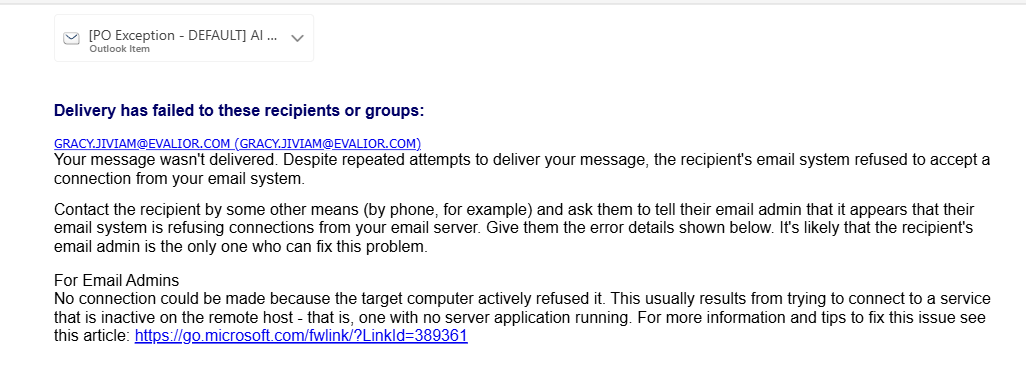 [PO Exception - DEFAULT] AI ...
Outlook Item
Delivery has failed to these recipients or groups:
GRACY.JIVIAM@EVALIOR.COM (GRACY.JIVIAM@EVALIOR.COM)
Your message wasn't delivered. Despite repeated attempts to deliver your message, the recipient's email system refused to accept a
connection from your email system.
Contact the recipient by some other means (by phone, for example) and ask them to tell their email admin that it appears that their
email system is refusing connections from your email server. Give them the error details shown below. It's likely that the recipient's
email admin is the only one who can fix this problem.
For Email Admins
No connection could be made because the target computer actively refused it. This usually results from trying to connect to a service
that is inactive on the remote host - that is, one with no server application running. For more information and tips to fix this issue see
this article: https://go.microsoft.com/fwlink/?LinkId=389361